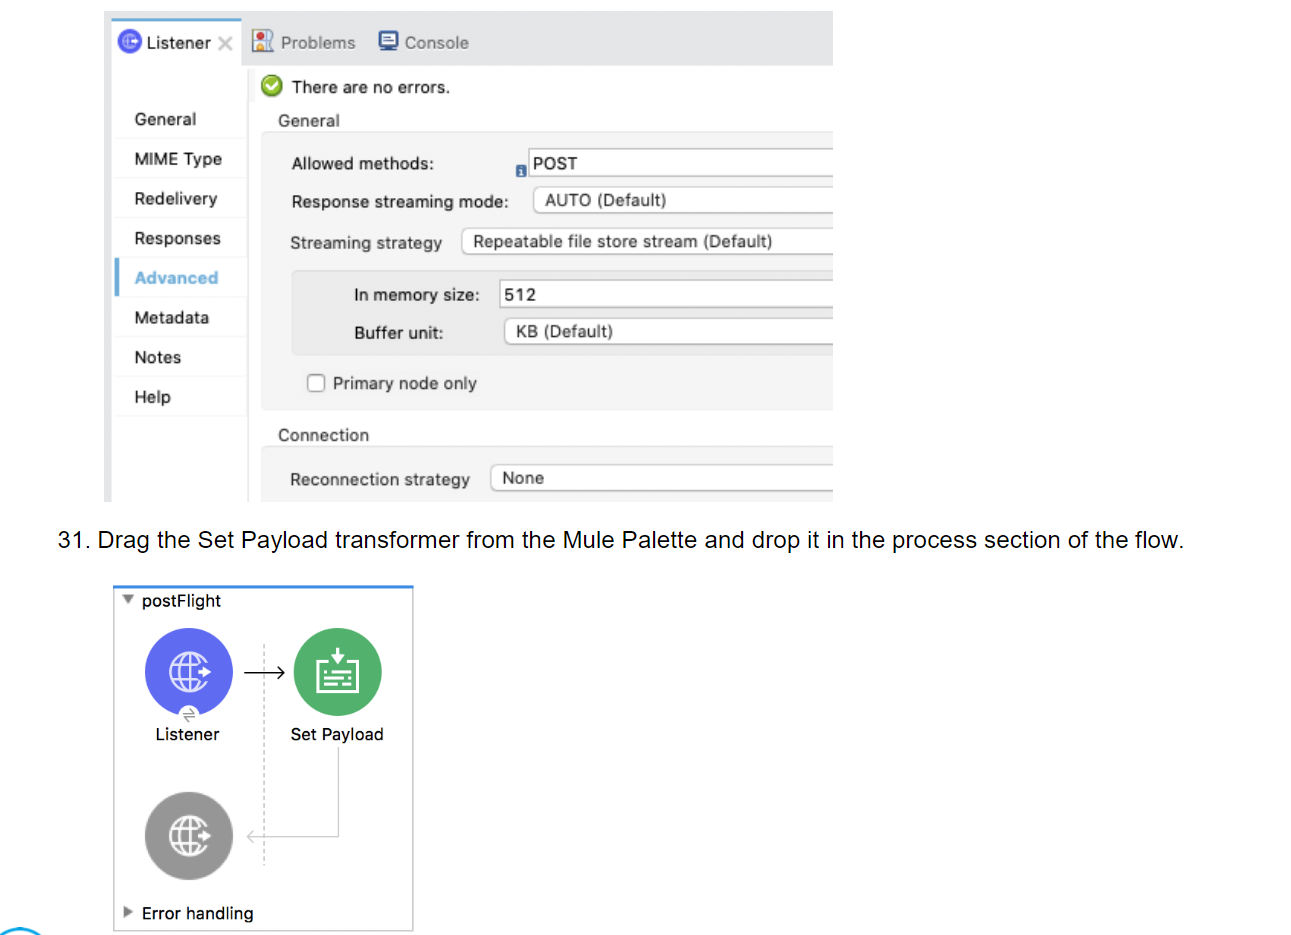 Listener Problems Console
There are no errors.
General
MIME Type
Redelivery
Responses
Advanced
Metadata
Notes
Help
General
Allowed methods: POST
Response streaming mode: AUTO (Default)
Streaming strategy Repeatable file store stream (Default)
In memory size: 512
Buffer unit: KB (Default)
Primary node only
Connection
Reconnection strategy None
31. Drag the Set Payload transformer from the Mule Palette and drop it in the process section of the flow.
postFlight
Listener Set Payload
Error handling